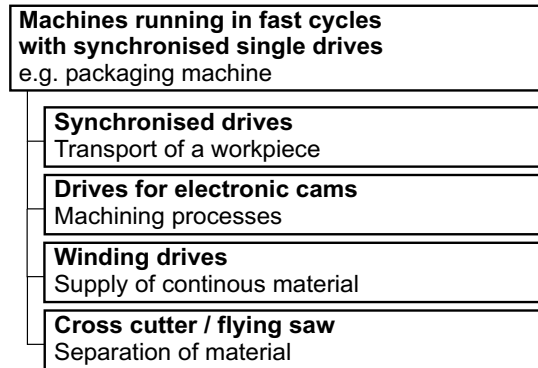 Machines running in fast cycles
with synchronised single drives
e.g. packaging machine
Synchronised drives
Transport of a workpiece
Drives for electronic cams
Machining processes
Winding drives
Supply of continous material
Cross cutter / flying saw
Separation of material